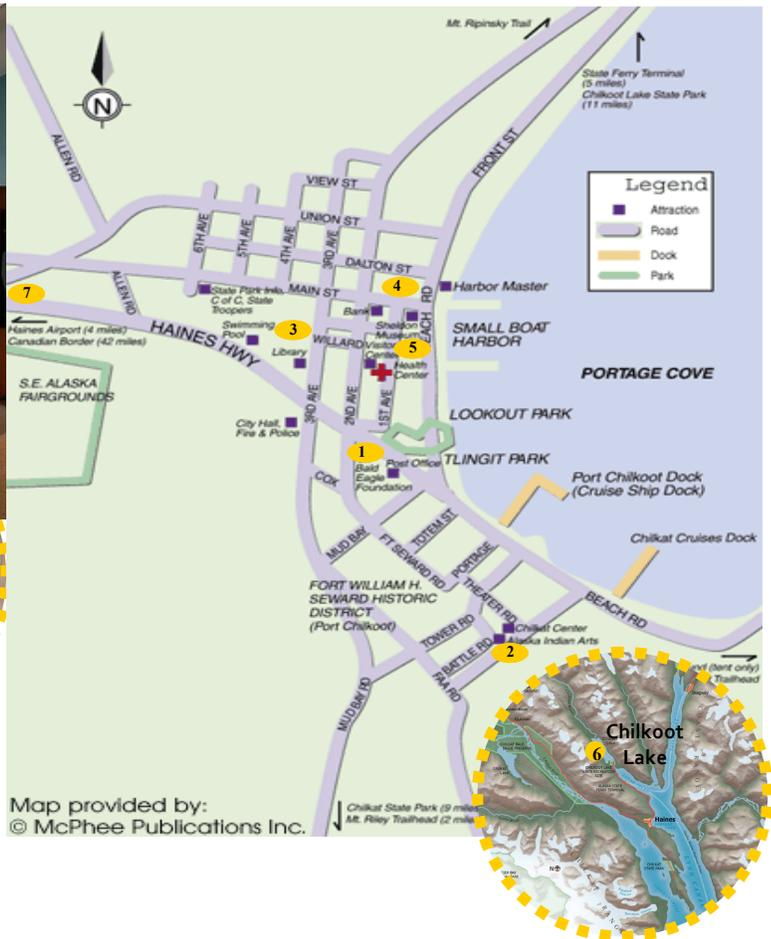 Mt. Ripinsky Trail
N
State Ferry Terminal
(5 miles)
Chilkoot Lake State Park
(11 miles)
ALLEN RD
FRONT ST
Legend
Attraction
Road
Dock
Park
VIEW ST
UNION ST
6TH AVE
5TH AVE
4TH AVE
3RD AVE
DALTON ST
ALLEN RD
MAIN ST
4
BEACH RD
Harbor Master
7
State Park Info,
C of C, State
Troopers
Bank
Haines Airport (4 miles)
Canadian Border (42 miles)
HAINES HWY
Swimming
Pool
3
WILLARD
Sheldon
Museum
5
Visitor
Center
SMALL BOAT
HARBOR
Library
Health
Center
PORTAGE COVE
S.E. ALASKA
FAIRGROUNDS
3RD AVE
2ND AVE
1ST AVE
LOOKOUT PARK
City Hall,
Fire & Police
1
Bald
Eagle
Foundation
Post Office
TLINGIT PARK
COX
Port Chilkoot Dock
(Cruise Ship Dock)
MUD BAY
FT SEWARD RD
TOTEM ST
PORTAGE
Chilkat Cruises Dock
FORT WILLIAM H.
SEWARD HISTORIC
DISTRICT
(Port Chilkoot)
THEATER RD
BEACH RD
TOWER RD
Chilkat Center
Alaska Indian Arts
BATTLE RD
2
FAA RD
MUD BAY RD
(tent only)
Trailhead
Chilkoot
6
Lake
Haines
Map provided by:
© McPhee Publications Inc.
Chilkat State Park (9 miles
Mt. Riley Trailhead (2 mile